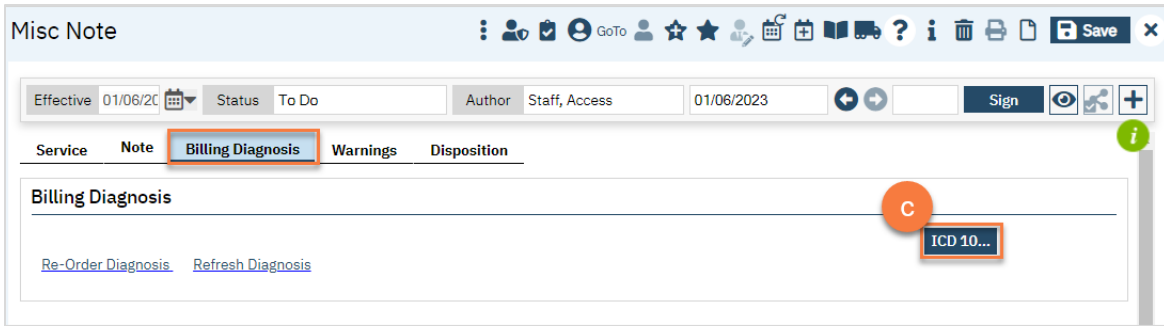 Misc Note GoTo ? i Save X
Effective 01/06/20 Status To Do Author Staff, Access 01/06/2023 Sign
i
Service Note Billing Diagnosis Warnings Disposition
Billing Diagnosis
C
ICD 10...
Re-Order Diagnosis Refresh Diagnosis